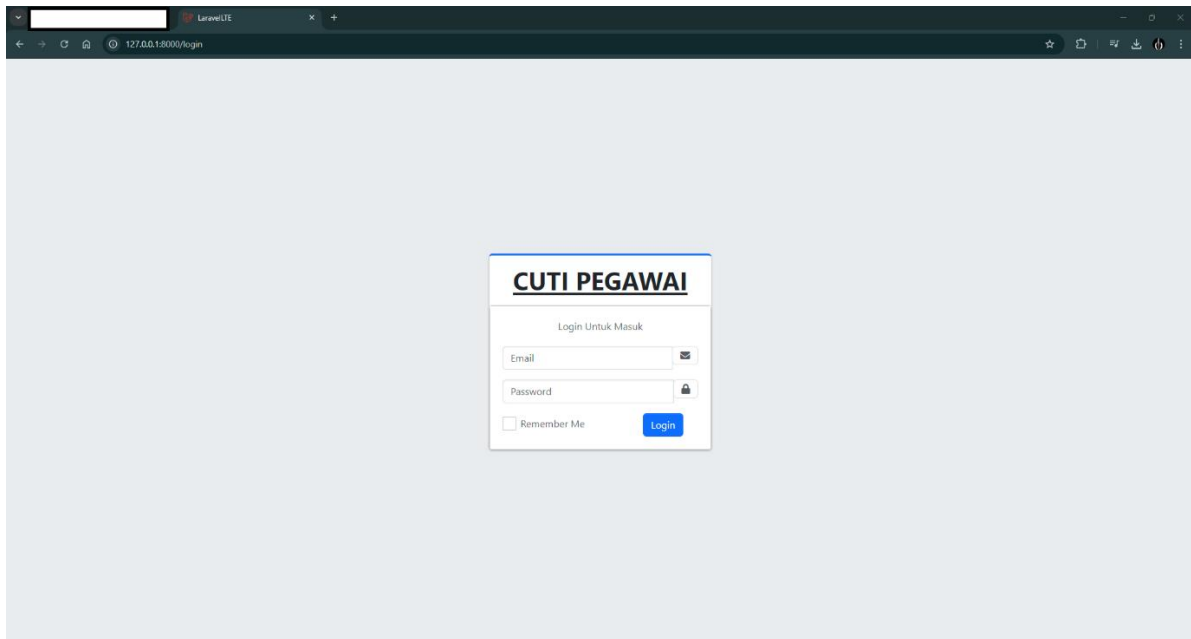 LaravelLTE
127.0.0.1:8000/login
CUTI PEGAWAI
Login Untuk Masuk
Email
Password
Remember Me
Login